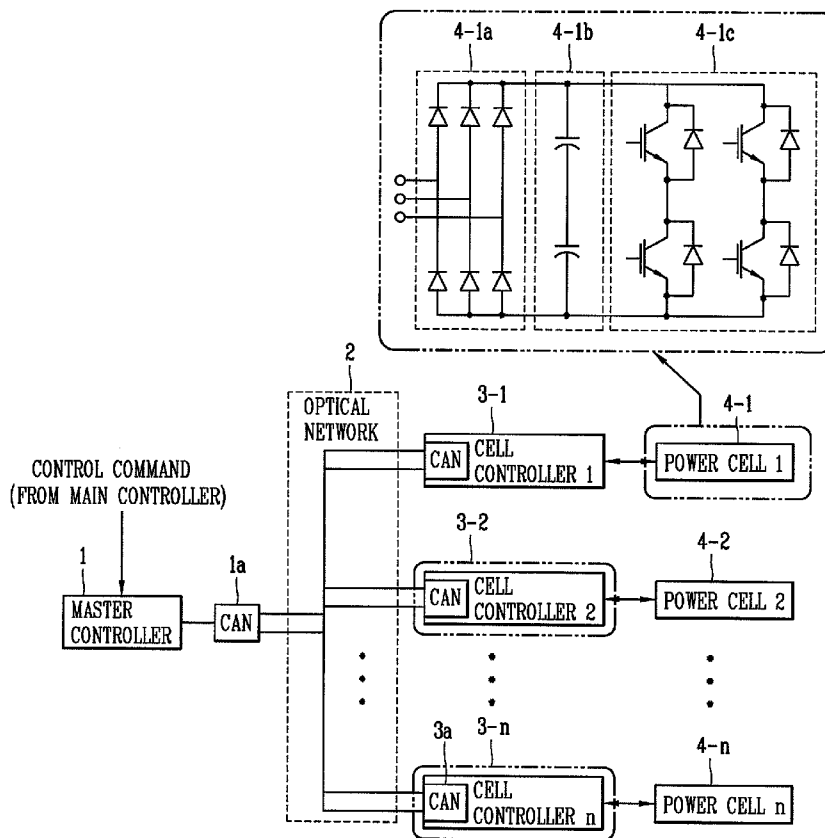 4-1a
4-1b
4-1c
2
OPTICAL
NETWORK
3-1
4-1
CAN
CELL
CONTROLLER 1
POWER CELL 1
CONTROL COMMAND
(FROM MAIN CONTROLLER)
3-2
4-2
1
1a
CAN
CELL
CONTROLLER 2
POWER CELL 2
MASTER
CONTROLLER
CAN
3a
3-n
4-n
CAN
CELL
CONTROLLER n
POWER CELL n